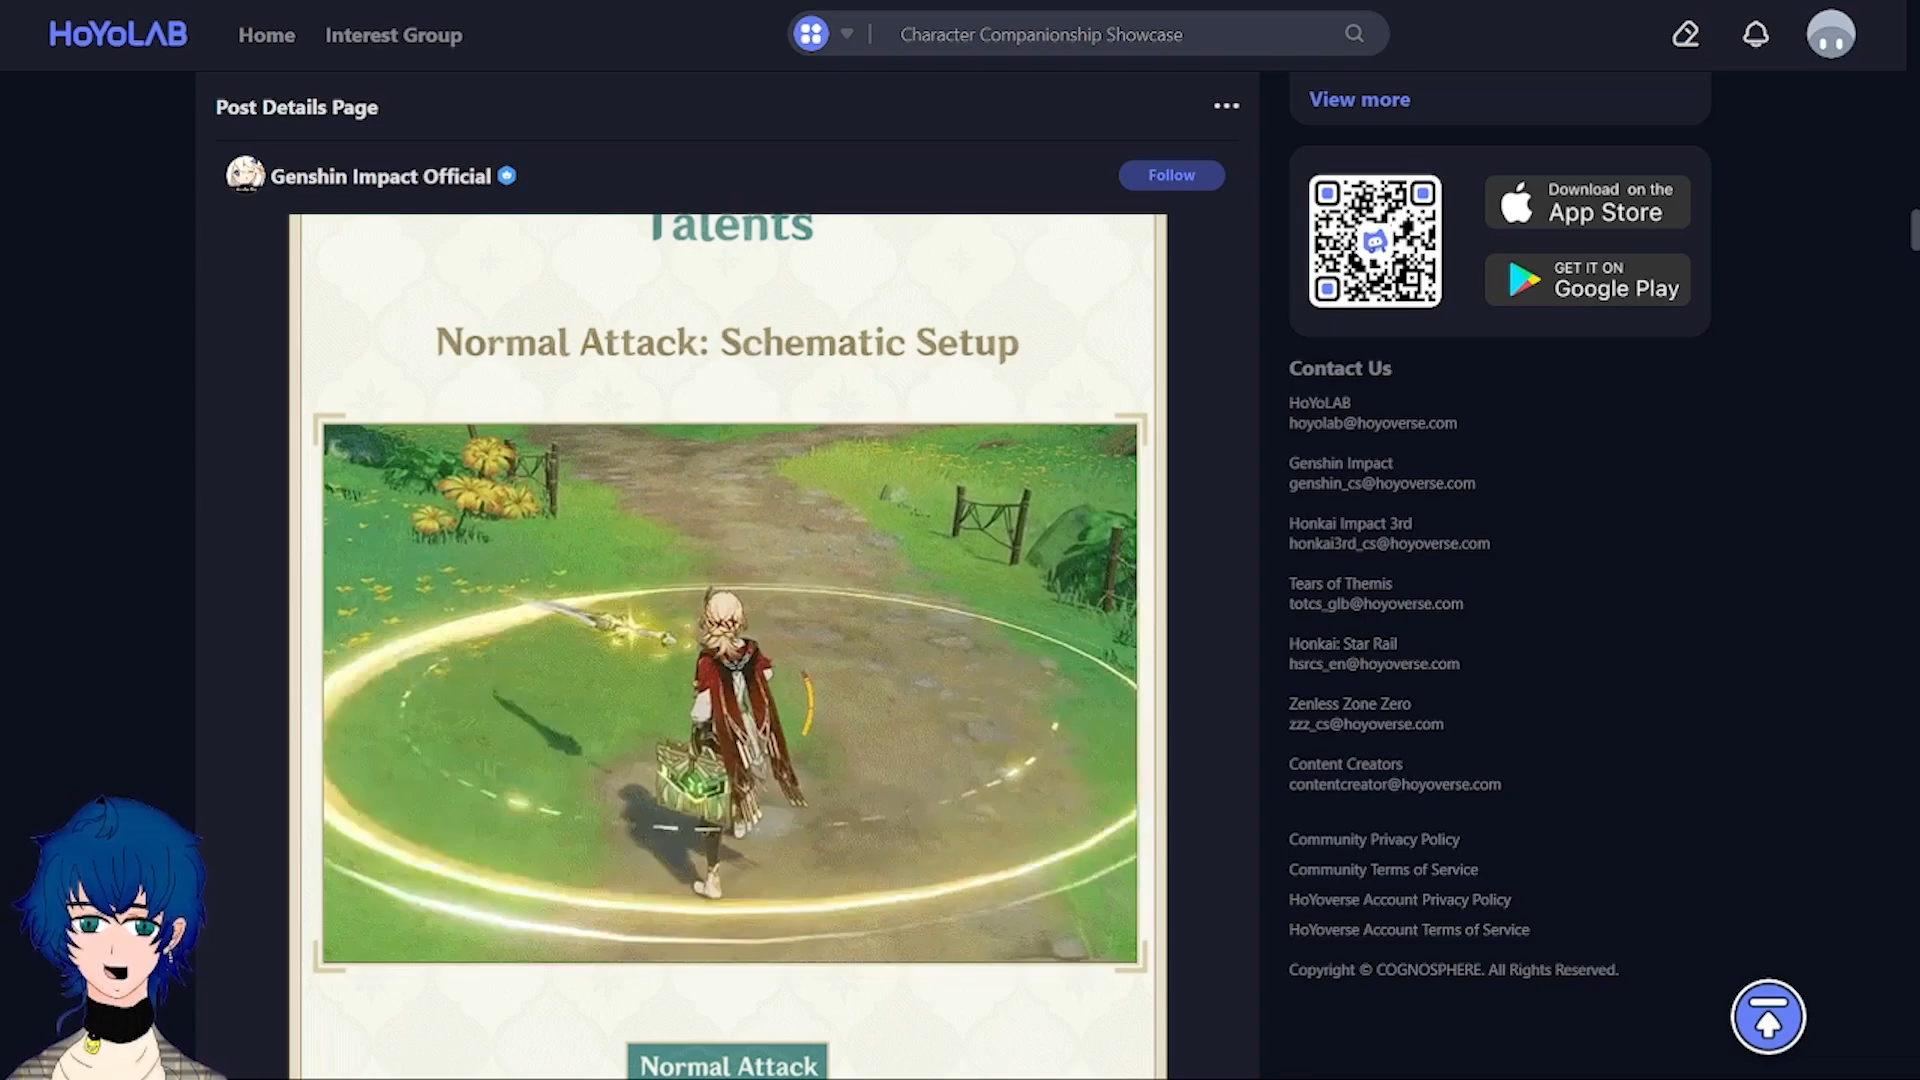 HoYoLAB
Home
Interest Group
Character Companionship Showcase
Post Details Page
Genshin Impact Official
Follow
Talents
Normal Attack: Schematic Setup
Normal Attack
View more
Download on the
App Store
GET IT ON
Google Play
Contact Us
HoYoLAB
hoyolab@hoyoverse.com
Genshin Impact
genshin_cs@hoyoverse.com
Honkai Impact 3rd
honkai3rd_cs@hoyoverse.com
Tears of Themis
totcs_glb@hoyoverse.com
Honkai: Star Rail
hsrcs_en@hoyoverse.com
Zenless Zone Zero
zzz_cs@hoyoverse.com
Content Creators
contentcreator@hoyoverse.com
Community Privacy Policy
Community Terms of Service
HoYoverse Account Privacy Policy
HoYoverse Account Terms of Service
Copyright © COGNOSPHERE. All Rights Reserved.